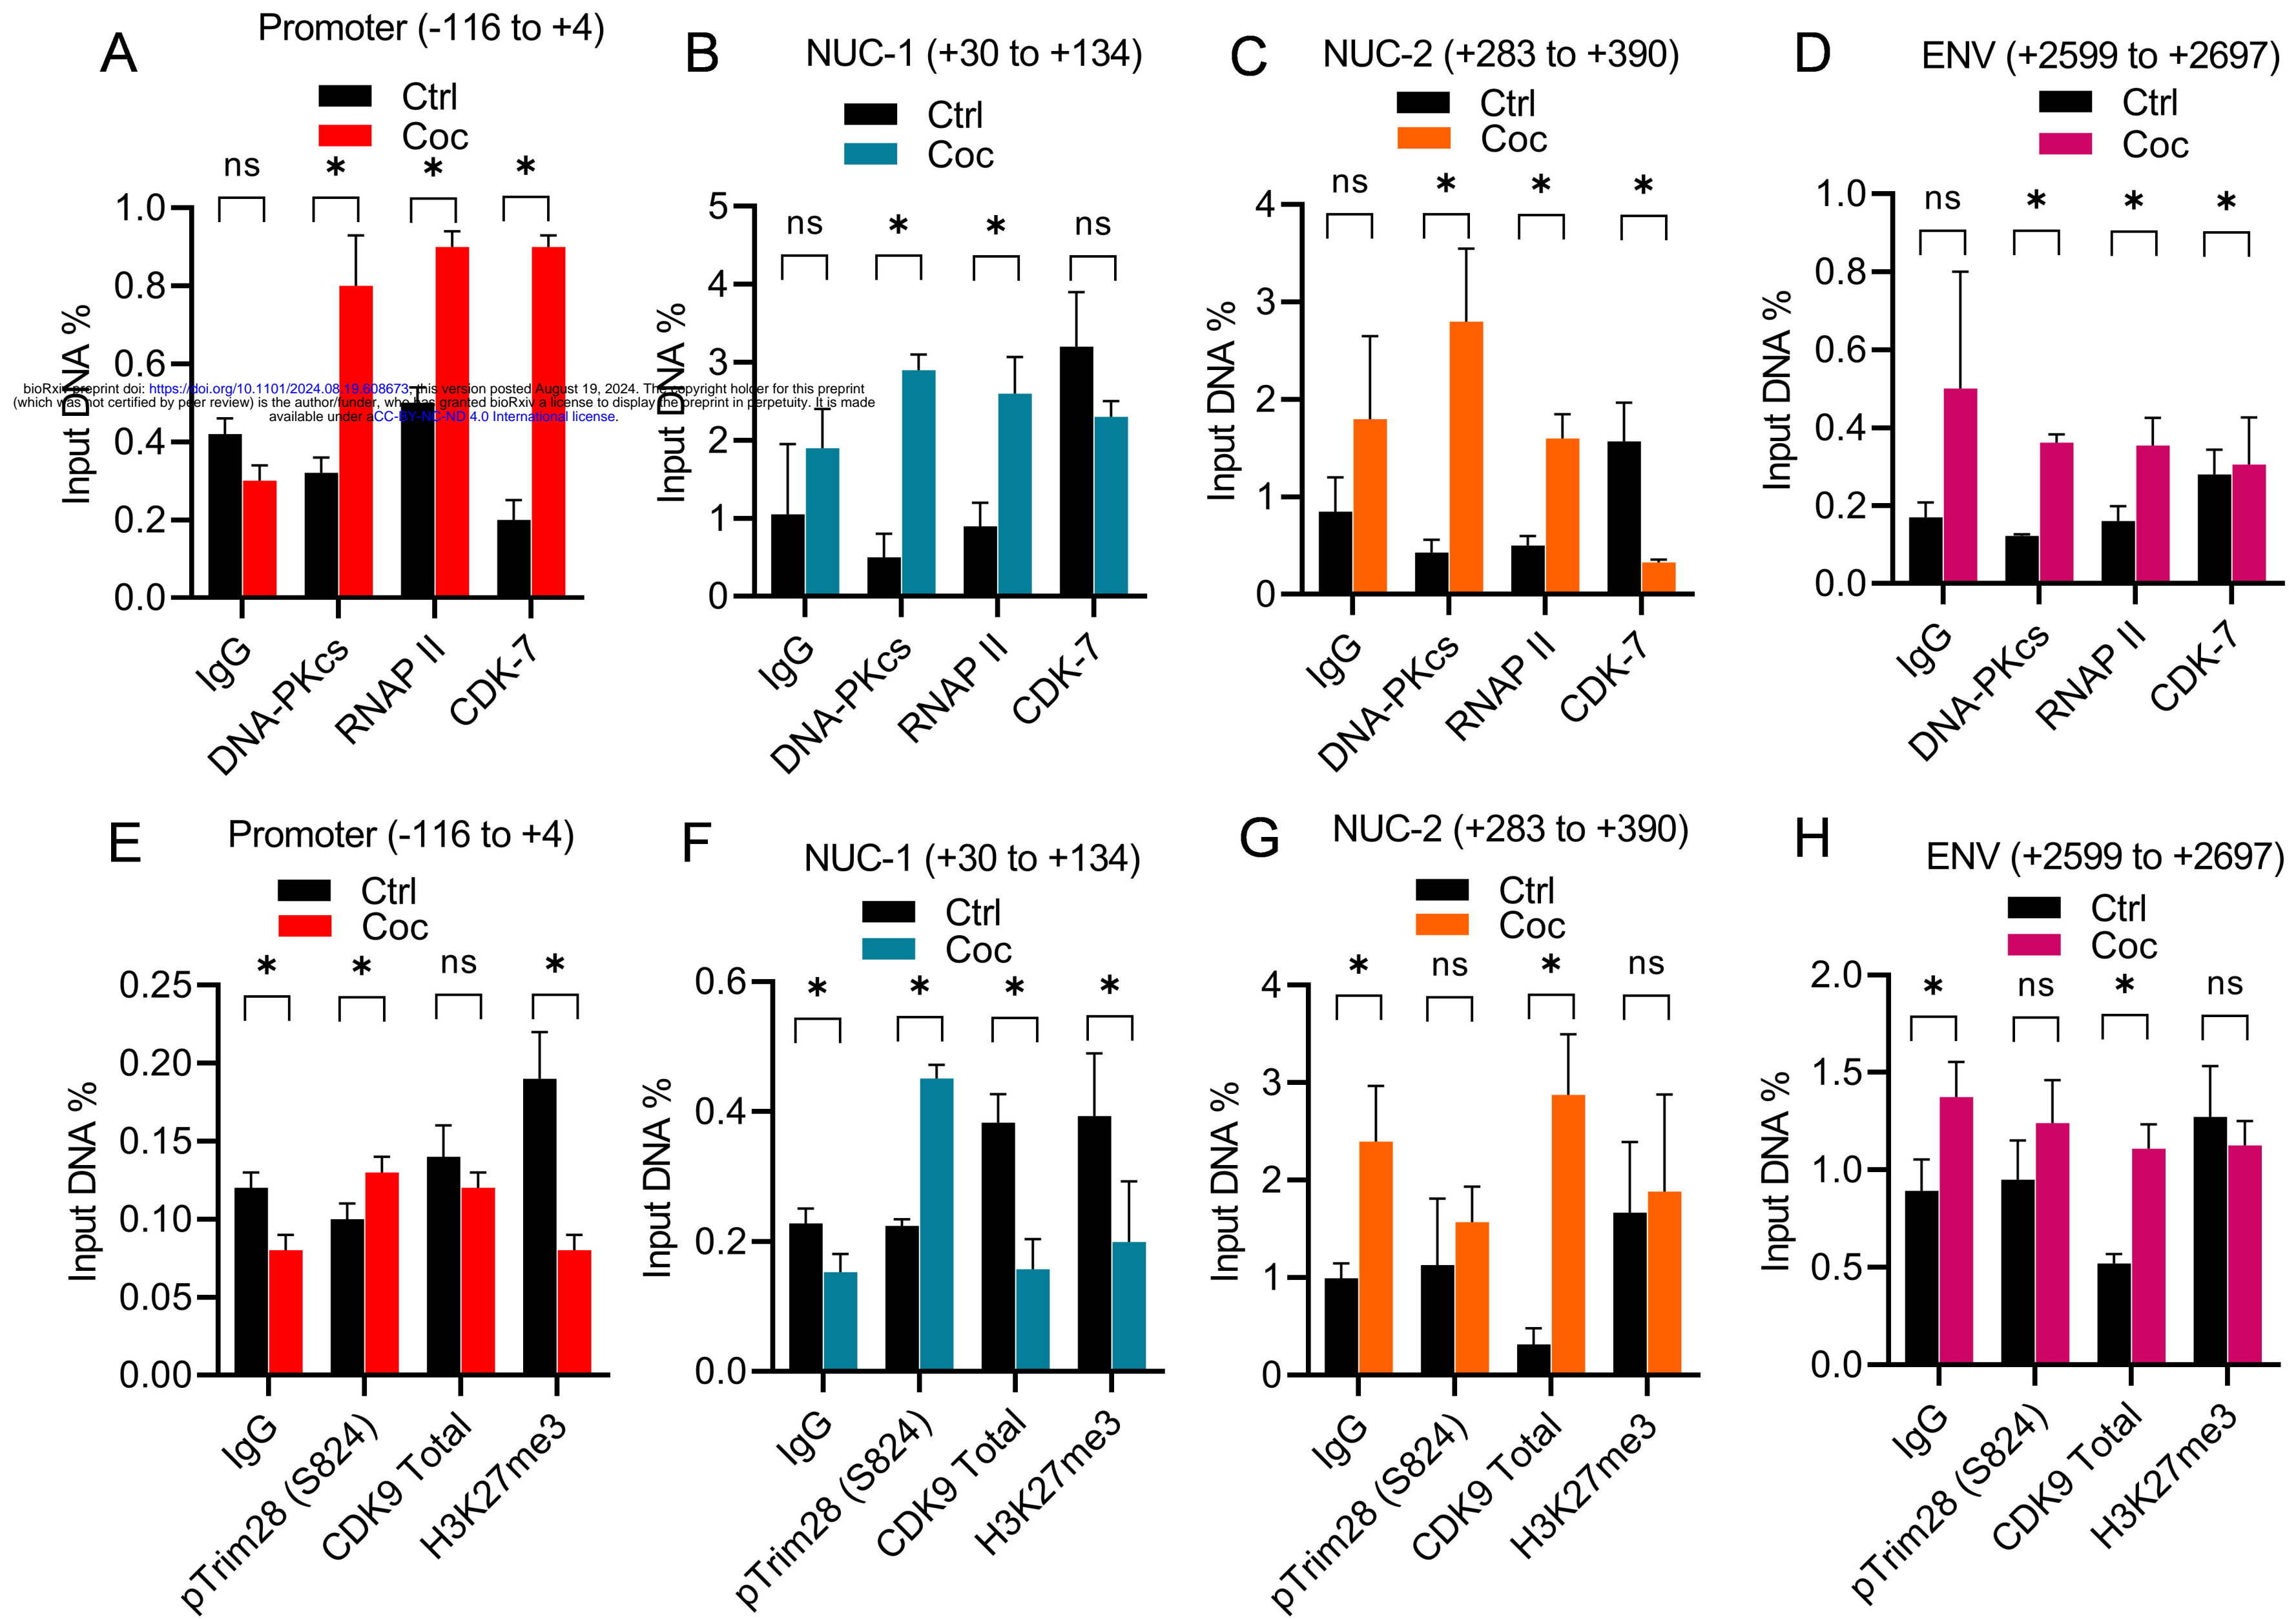 A
Promoter (-116 to +4)
Ctrl
Coc
ns * * *
1.0
0.8
0.6
0.4
0.2
0.0
Input DNA %
IgG
DNA-PKcs
RNAP II
CDK-7
B
NUC-1 (+30 to +134)
Ctrl
Coc
ns * * ns
5
4
3
2
1
0
Input DNA %
IgG
DNA-PKcs
RNAP II
CDK-7
C
NUC-2 (+283 to +390)
Ctrl
Coc
ns * * *
4
3
2
1
0
Input DNA %
IgG
DNA-PKcs
RNAP II
CDK-7
D
ENV (+2599 to +2697)
Ctrl
Coc
ns * * *
1.0
0.8
0.6
0.4
0.2
0.0
Input DNA %
IgG
DNA-PKcs
RNAP II
CDK-7
bioRxiv preprint doi: https://doi.org/10.1101/2024.08.19.608673; this version posted August 19, 2024. The copyright holder for this preprint
(which was not certified by peer review) is the author/funder, who has granted bioRxiv a license to display the preprint in perpetuity. It is made
available under aCC-BY-NC-ND 4.0 International license.
E
Promoter (-116 to +4)
Ctrl
Coc
* * ns *
0.25
0.20
0.15
0.10
0.05
0.00
Input DNA %
IgG
pTrim28 (S824)
CDK9 Total
H3K27me3
F
NUC-1 (+30 to +134)
Ctrl
Coc
* * * *
0.6
0.4
0.2
0.0
Input DNA %
IgG
pTrim28 (S824)
CDK9 Total
H3K27me3
G
NUC-2 (+283 to +390)
Ctrl
Coc
* ns * ns
4
3
2
1
0
Input DNA %
IgG
pTrim28 (S824)
CDK9 Total
H3K27me3
H
ENV (+2599 to +2697)
Ctrl
Coc
* ns * ns
2.0
1.5
1.0
0.5
0.0
Input DNA %
IgG
pTrim28 (S824)
CDK9 Total
H3K27me3